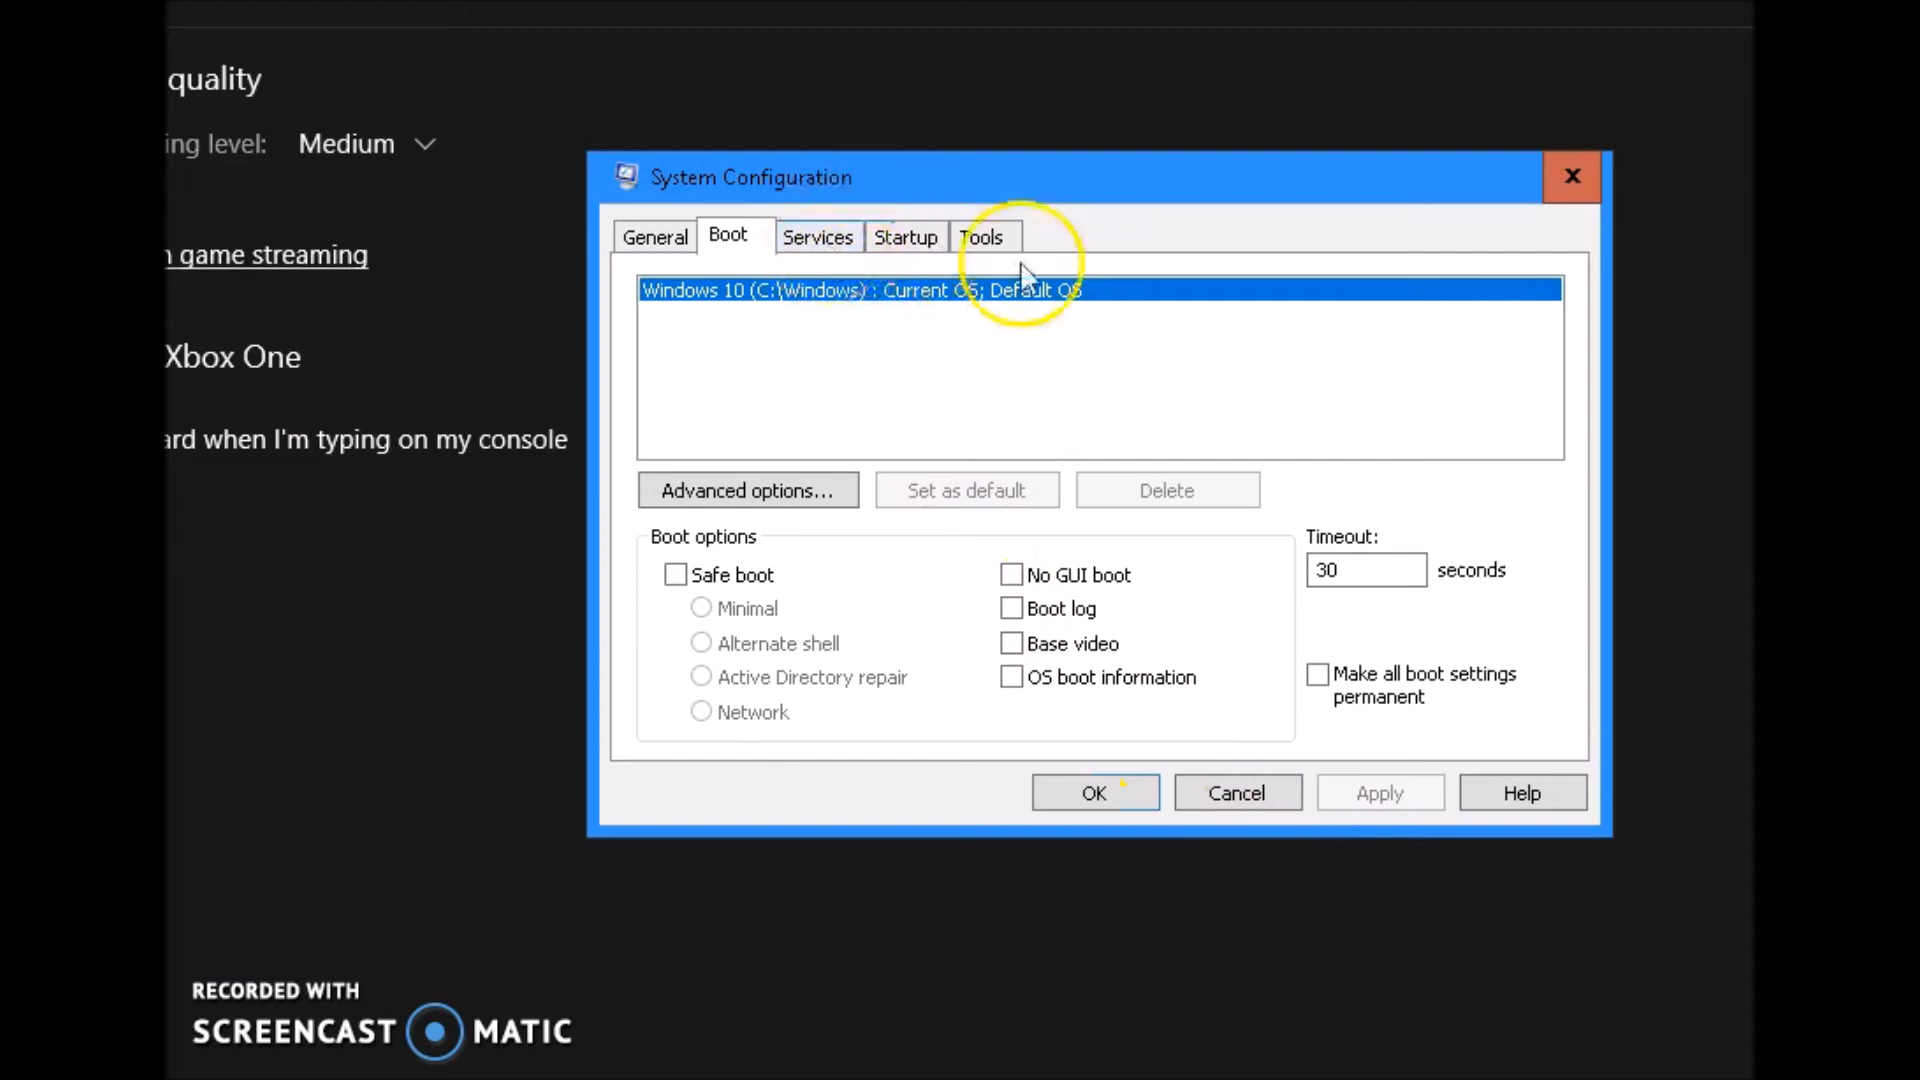 quality
ing level: Medium
game streaming
Xbox One
ard when I'm typing on my console
System Configuration
X
General Boot Services Startup Tools
Windows 10 (C:\Windows) : Current OS; Default OS
Advanced options... Set as default Delete
Boot options
Safe boot
Minimal
Alternate shell
Active Directory repair
Network
No GUI boot
Boot log
Base video
OS boot information
Timeout:
30 seconds
Make all boot settings
permanent
OK Cancel Apply Help
RECORDED WITH
SCREENCAST MATIC